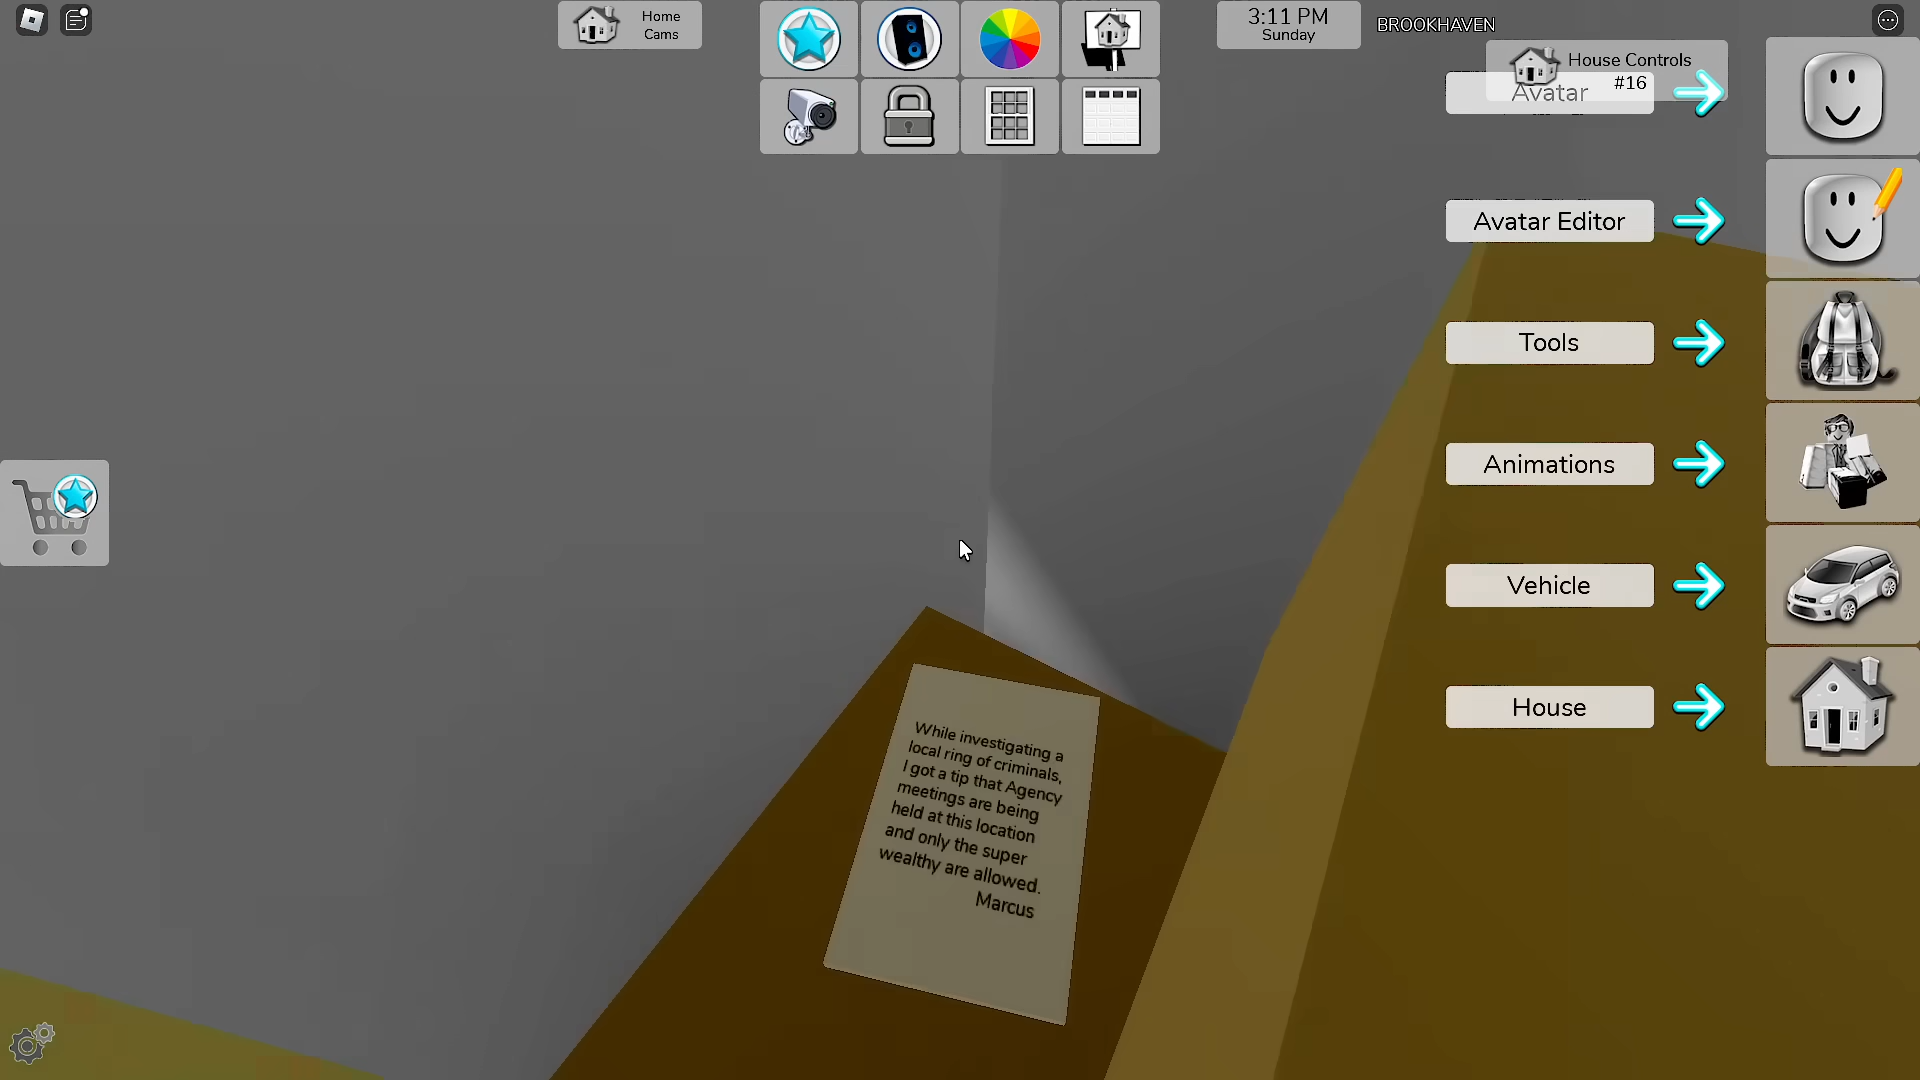 Home
Cams
3:11 PM
Sunday
BROOKHAVEN
House Controls
#16
Avatar
Avatar Editor
Tools
Animations
Vehicle
House
While investigating a
local ring of criminals,
I got a tip that Agency
meetings are being
held at this location
and only the super
wealthy are allowed.
Marcus